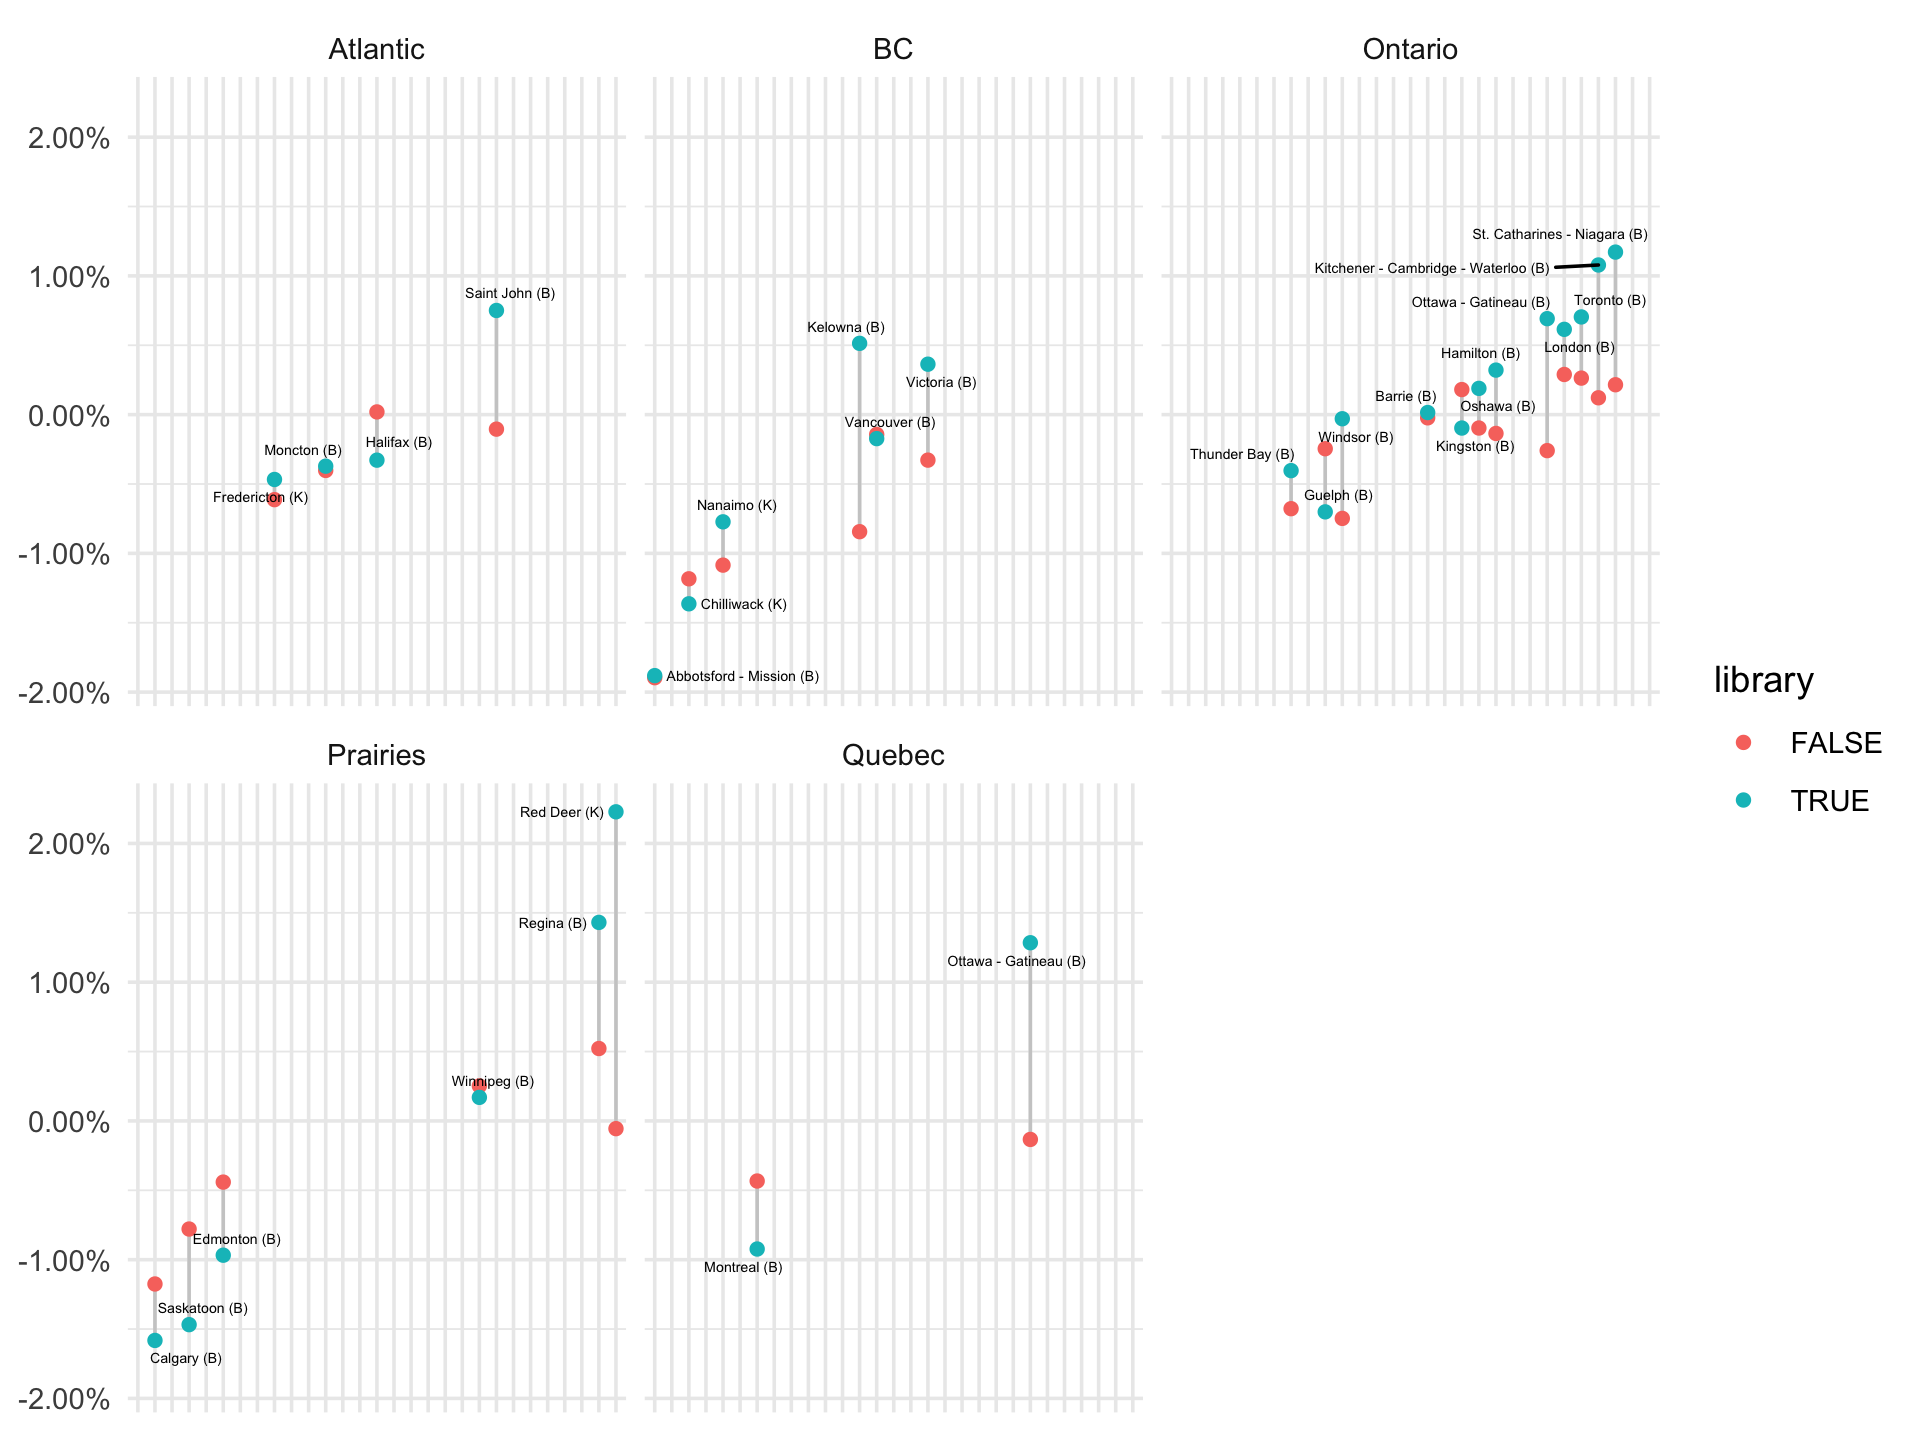 Atlantic
BC
Ontario
2.00%
1.00%
0.00%
-1.00%
-2.00%
Saint John (B)
Moncton (B)
Halifax (B)
Fredericton (K)
Kelowna (B)
Victoria (B)
Vancouver (B)
Nanaimo (K)
Chilliwack (K)
Abbotsford - Mission (B)
St. Catharines - Niagara (B)
Kitchener - Cambridge - Waterloo (B)
Ottawa - Gatineau (B)
Toronto (B)
London (B)
Hamilton (B)
Barrie (B)
Oshawa (B)
Windsor (B)
Kingston (B)
Thunder Bay (B)
Guelph (B)
Prairies
Quebec
2.00%
1.00%
0.00%
-1.00%
-2.00%
Red Deer (K)
Regina (B)
Winnipeg (B)
Edmonton (B)
Saskatoon (B)
Calgary (B)
Ottawa - Gatineau (B)
Montreal (B)
library
FALSE
TRUE